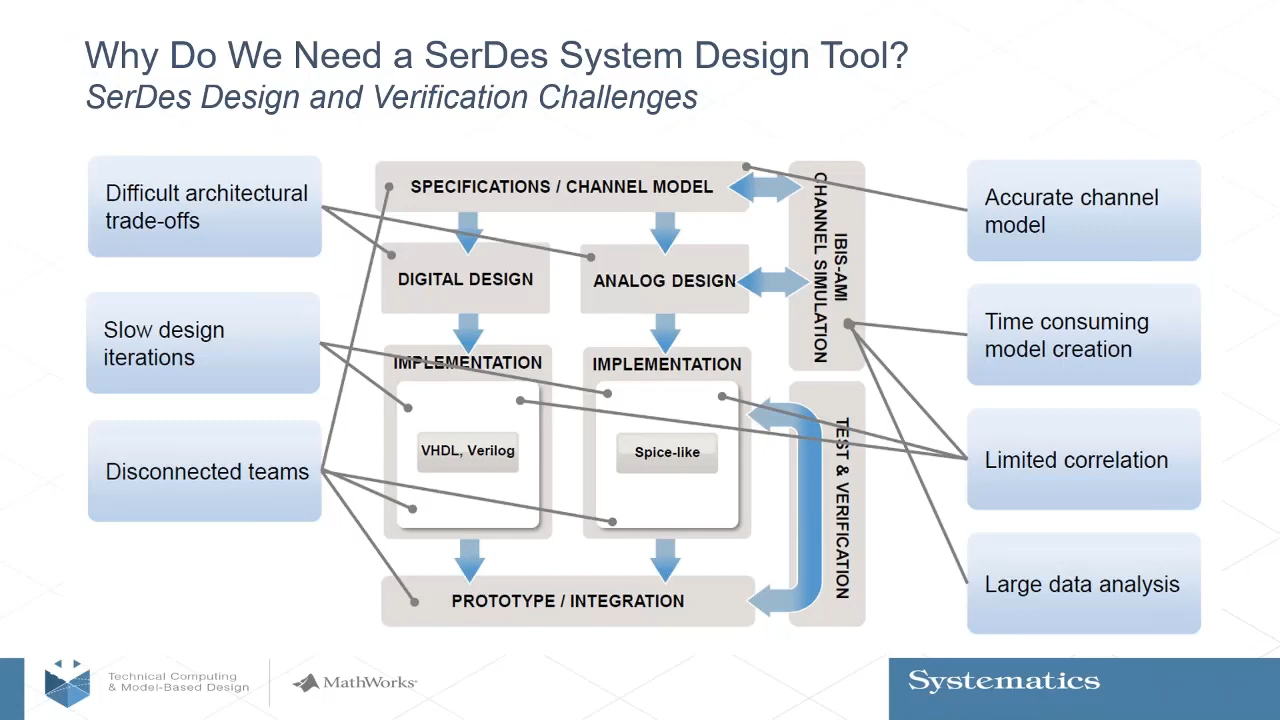 Why Do We Need a SerDes System Design Tool?
SerDes Design and Verification Challenges
Difficult architectural
trade-offs
Slow design
iterations
Disconnected teams
SPECIFICATIONS / CHANNEL MODEL
DIGITAL DESIGN
ANALOG DESIGN
IMPLEMENTATION
IMPLEMENTATION
VHDL, Verilog
Spice-like
PROTOTYPE / INTEGRATION
IBIS-AMI
CHANNEL SIMULATION
TEST & VERIFICATION
Accurate channel
model
Time consuming
model creation
Limited correlation
Large data analysis
Technical Computing
& Model-Based Design
MathWorks
Systematics